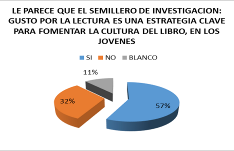 LE PARECE QUE EL SEMILLERO DE INVESTIGACION:
GUSTO POR LA LECTURA ES UNA ESTRATEGIA CLAVE
PARA FOMENTAR LA CULTURA DEL LIBRO, EN LOS
JOVENES
SI NO BLANCO
11%
32%
57%